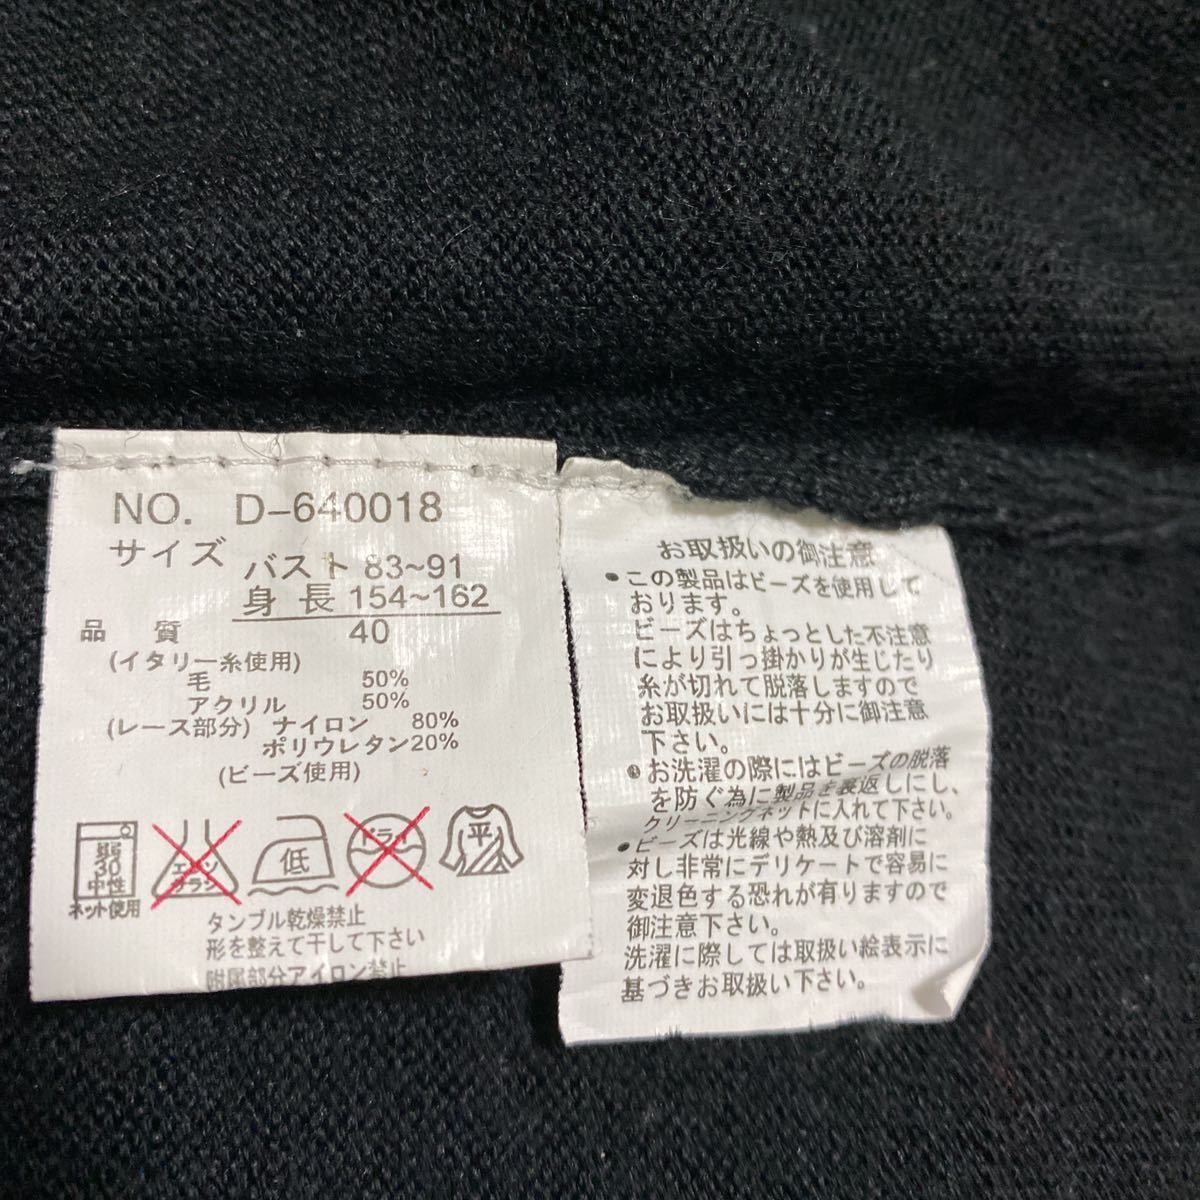 NO. D-640018
サイズ バスト 83~91
身長 154~162
品質 40
(イタリー糸使用)
毛 50%
アクリル 50%
(レース部分) ナイロン 80%
ポリウレタン20%
(ビーズ使用)
弱
30
中性
ネット使用
エンソ
サラシ
低
ドライ
平
タンブル乾燥禁止
形を整えて干して下さい
附属部分アイロン禁止
お取扱いの御注意
●この製品はビーズを使用して
おります。
ビーズはちょっとした不注意
により引っ掛かりが生じたり
糸が切れて脱落しますので
お取扱いには十分に御注意
下さい。
●お洗濯の際にはビーズの脱落
を防ぐ為に製品を裏返しにし、
クリーニングネットに入れて下さい。
●ビーズは光線や熱及び溶剤に
対し非常にデリケートで容易に
変退色する恐れが有りますので
御注意下さい。
洗濯に際しては取扱い絵表示に
基づきお取扱い下さい。